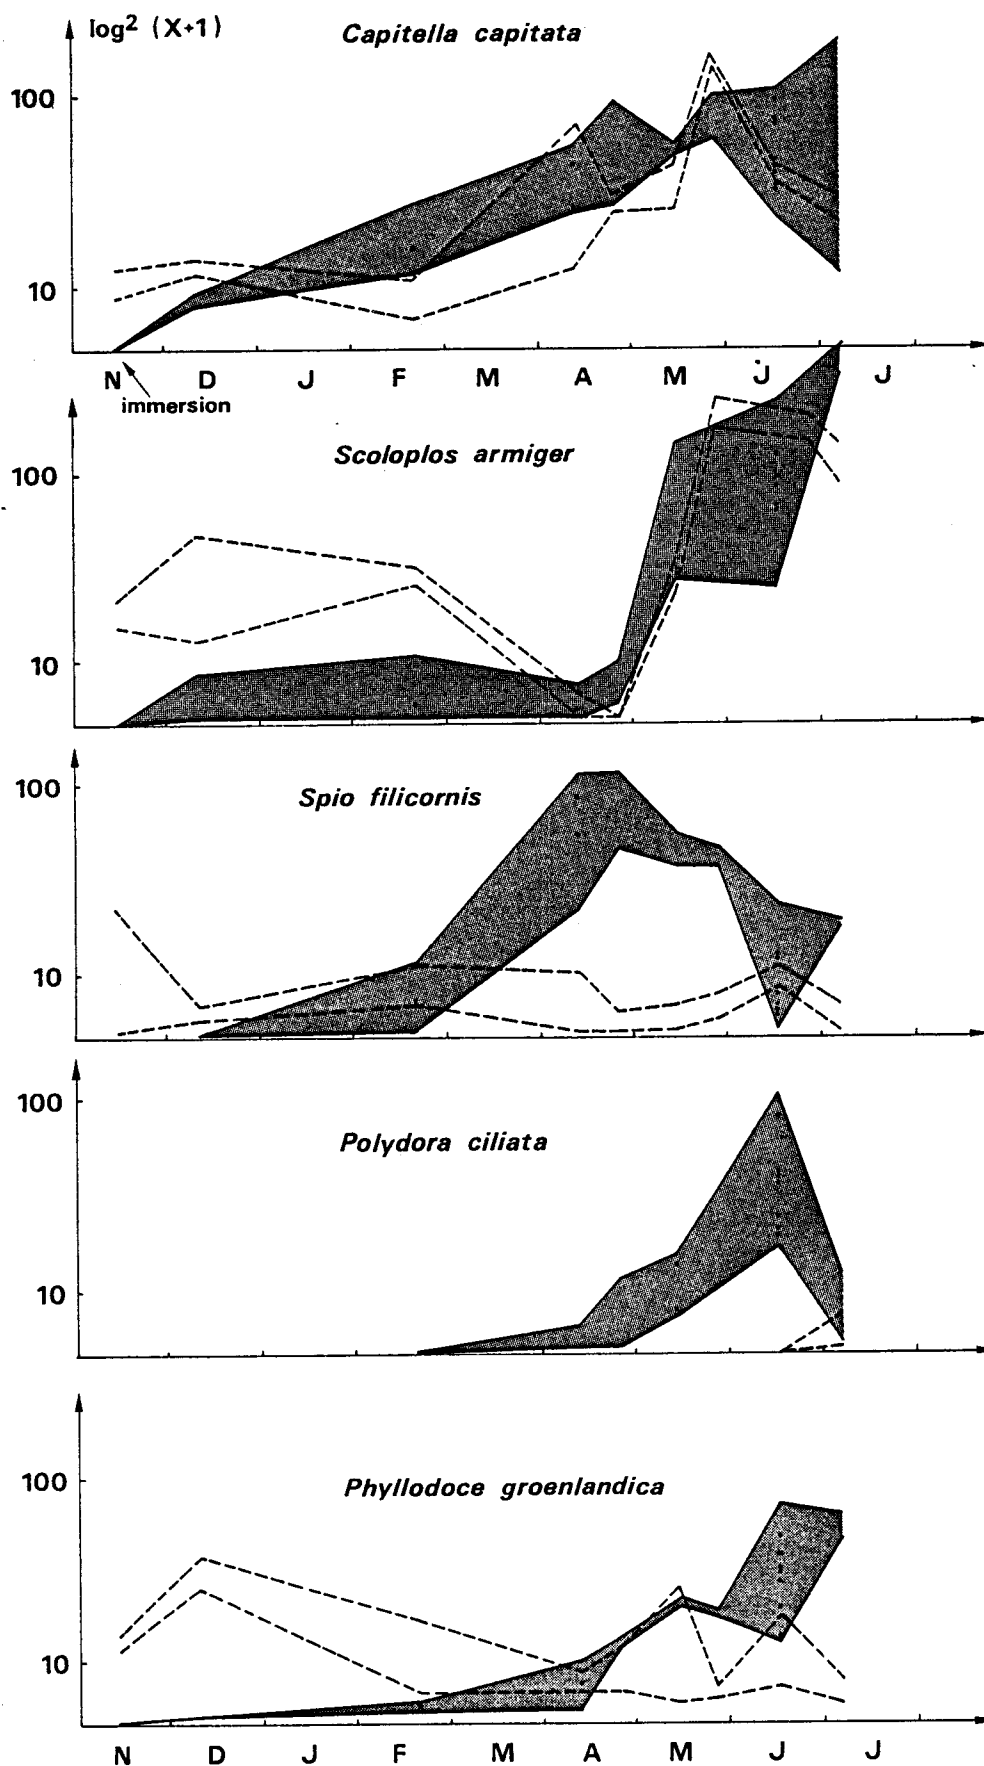 log² (X+1)
Capitella capitata
100
10
N D J F M A M J J
immersion
Scoloplos armiger
100
10
Spio filicornis
100
10
Polydora ciliata
100
10
Phyllodoce groenlandica
100
10
N D J F M A M J J